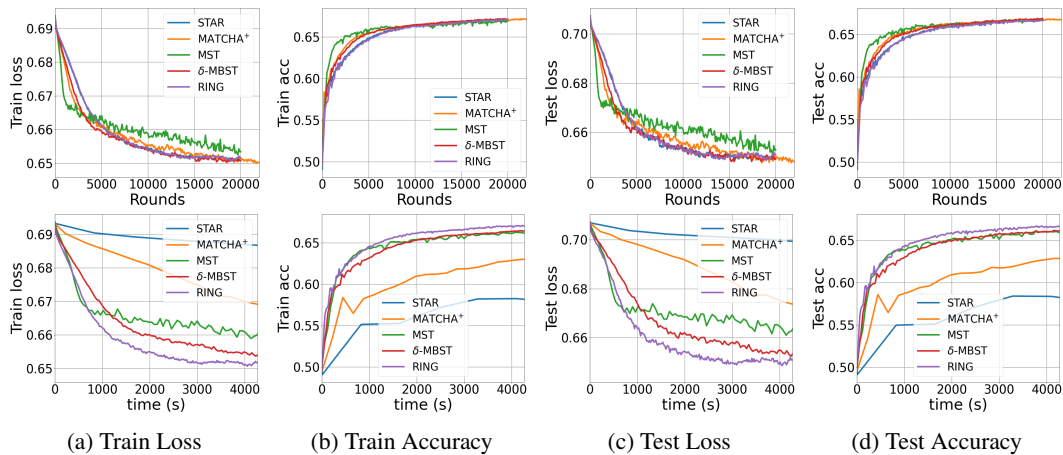 0.69
0.68
0.67
0.66
0.65
Train loss
STAR
MATCHA+
MST
δ-MBST
RING
0 5000 10000 15000 20000
Rounds
0.65
0.60
0.55
0.50
Train acc
STAR
MATCHA+
MST
δ-MBST
RING
0 5000 10000 15000 20000
Rounds
0.70
0.68
0.66
Test loss
STAR
MATCHA+
MST
δ-MBST
RING
0 5000 10000 15000 20000
Rounds
0.65
0.60
0.55
0.50
Test acc
STAR
MATCHA+
MST
δ-MBST
RING
0 5000 10000 15000 20000
Rounds
0.69
0.68
0.67
0.66
0.65
Train loss
STAR
MATCHA+
MST
δ-MBST
RING
0 1000 2000 3000 4000
time (s)
0.65
0.60
0.55
0.50
Train acc
STAR
MATCHA+
MST
δ-MBST
RING
0 1000 2000 3000 4000
time (s)
0.70
0.68
0.66
Test loss
STAR
MATCHA+
MST
δ-MBST
RING
0 1000 2000 3000 4000
time (s)
0.65
0.60
0.55
0.50
Test acc
STAR
MATCHA+
MST
δ-MBST
RING
0 1000 2000 3000 4000
time (s)
(a) Train Loss
(b) Train Accuracy
(c) Test Loss
(d) Test Accuracy